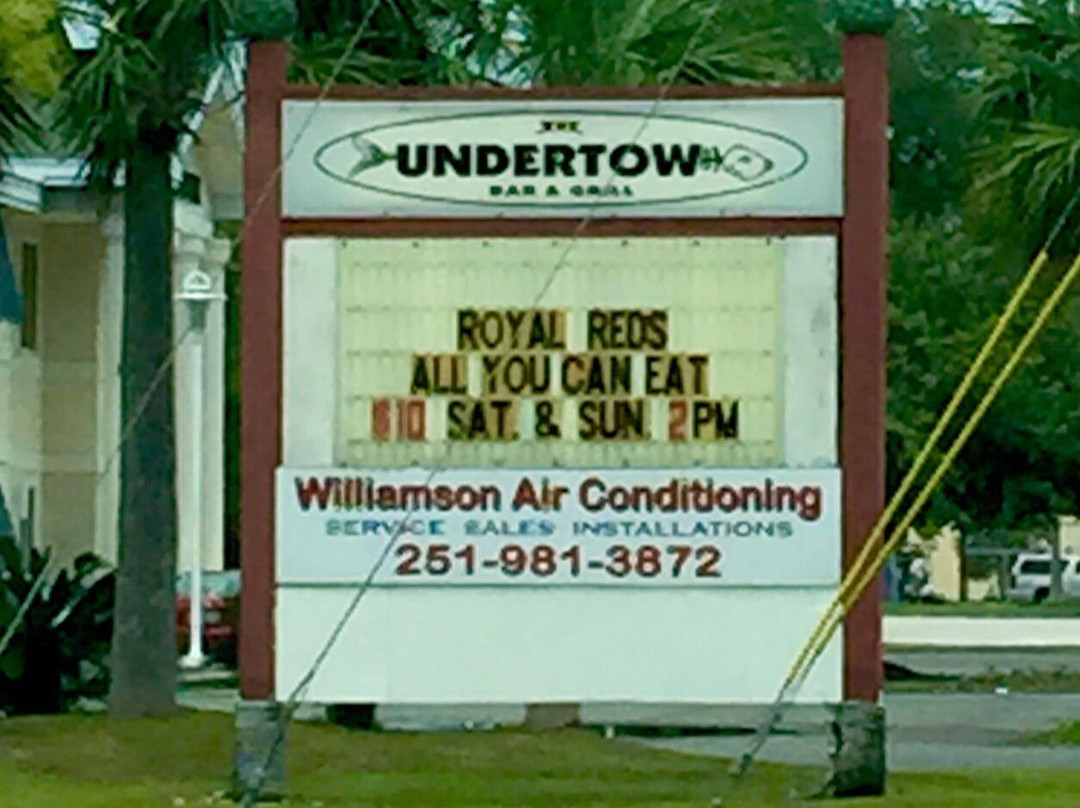 THE
UNDERTOW
BAR & GRILL
ROYAL REDS
ALL YOU CAN EAT
$10 SAT. & SUN. 2PM
Williamson Air Conditioning
SERVICE SALES INSTALLATIONS
251-981-3872